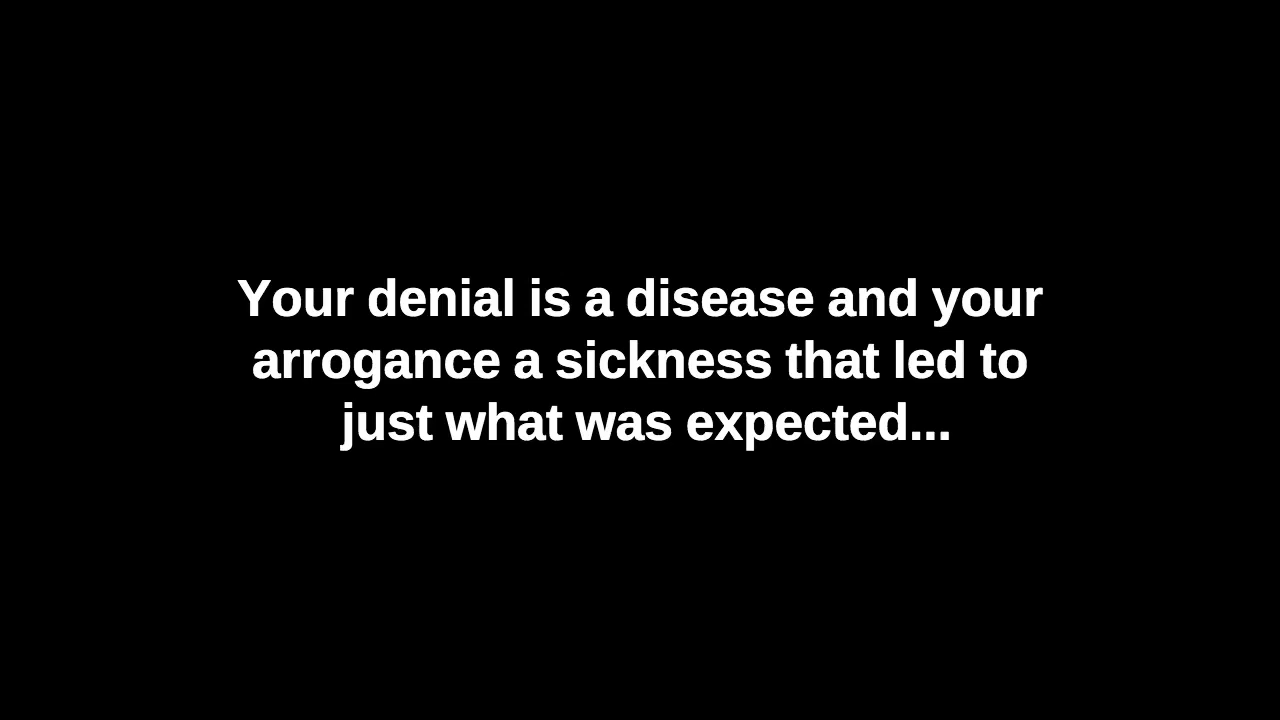 Your denial is a disease and your
arrogance a sickness that led to
just what was expected...